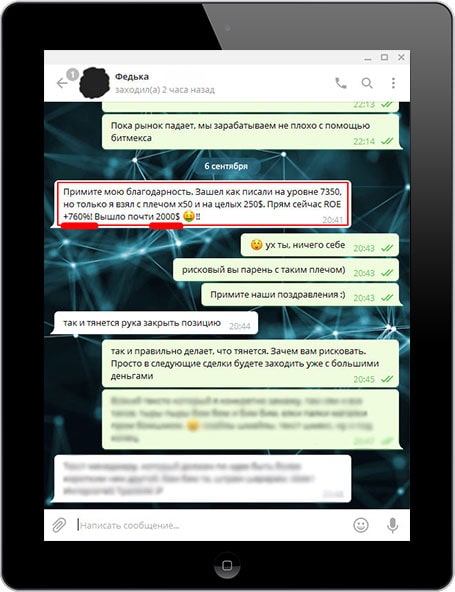 1
Федька
заходил(а) 2 часа назад
22:13
Пока рынок падает, мы зарабатываем не плохо с помощью
битмекса
22:14
6 сентября
Примите мою благодарность. Зашел как писали на уровне 7350,
но только я взял с плечом x50 и на целых 250$. Прям сейчас ROE
+760%! Вышло почти 2000$ 🤑!!
20:41
😲 ух ты, ничего себе
20:43
рисковый вы парень с таким плечом)
20:43
Примите наши поздравления :)
20:43
так и тянется рука закрыть позицию
20:44
так и правильно делает, что тянется. Зачем вам рисковать.
Просто в следующие сделки будете заходить уже с большими
деньгами
20:45
20:47
20:48
Написать сообщение...